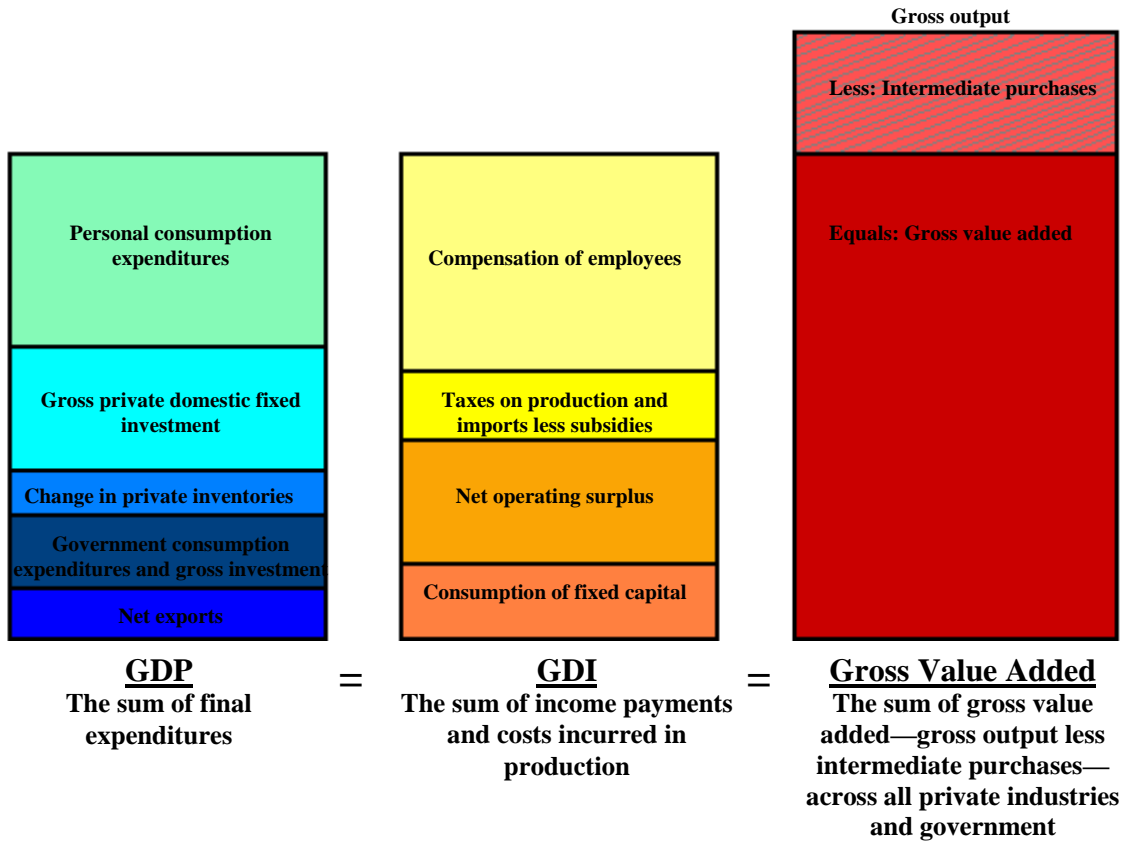 Gross output
Less: Intermediate purchases
Personal consumption
expenditures
Gross private domestic fixed
investment
Change in private inventories
Government consumption
expenditures and gross investment
Net exports
Compensation of employees
Taxes on production and
imports less subsidies
Net operating surplus
Consumption of fixed capital
Equals: Gross value added
GDP
The sum of final
expenditures
=
GDI
The sum of income payments
and costs incurred in
production
=
Gross Value Added
The sum of gross value
added—gross output less
intermediate purchases—
across all private industries
and government